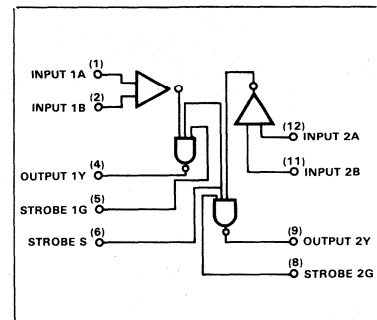 (1)
INPUT 1A
(2)
INPUT 1B
(12)
INPUT 2A
(11)
INPUT 2B
(4)
OUTPUT 1Y
(5)
STROBE 1G
(6)
STROBE S
(9)
OUTPUT 2Y
(8)
STROBE 2G